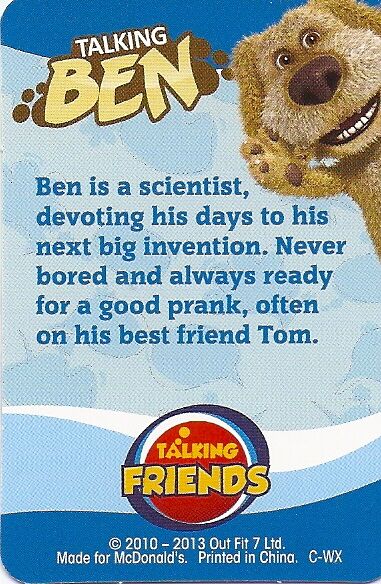 TALKING
BEN
Ben is a scientist,
devoting his days to his
next big invention. Never
bored and always ready
for a good prank, often
on his best friend Tom.
TALKING
FRIENDS
© 2010 – 2013 Out Fit 7 Ltd.
Made for McDonald's. Printed in China. C-WX